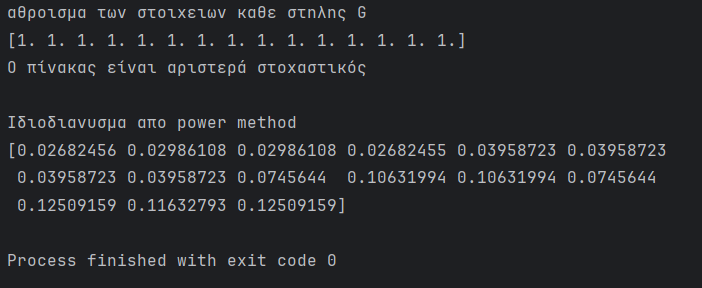 αθροισμα των στοιχειων καθε στηλης G
[1. 1. 1. 1. 1. 1. 1. 1. 1. 1. 1. 1. 1. 1. 1.]
Ο πίνακας είναι αριστερά στοχαστικός
Ιδιοδιανυσμα απο power method
[0.02682456 0.02986108 0.02986108 0.02682455 0.03958723 0.03958723
0.03958723 0.03958723 0.0745644 0.10631994 0.10631994 0.0745644
0.12509159 0.11632793 0.12509159]
Process finished with exit code 0